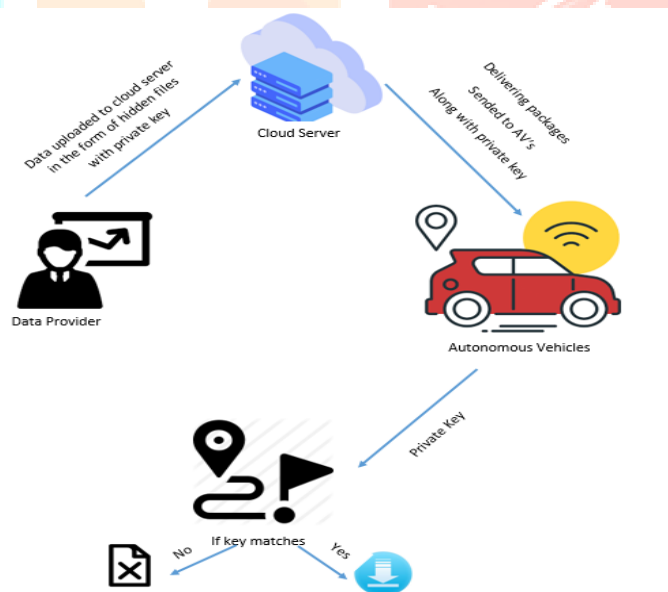 Cloud Server
Data uploaded to cloud server
in the form of hidden files
with private key
Delivering packages
Sended to AV's
Along with private key
Data Provider
Autonomous Vehicles
Private Key
If key matches
No
Yes